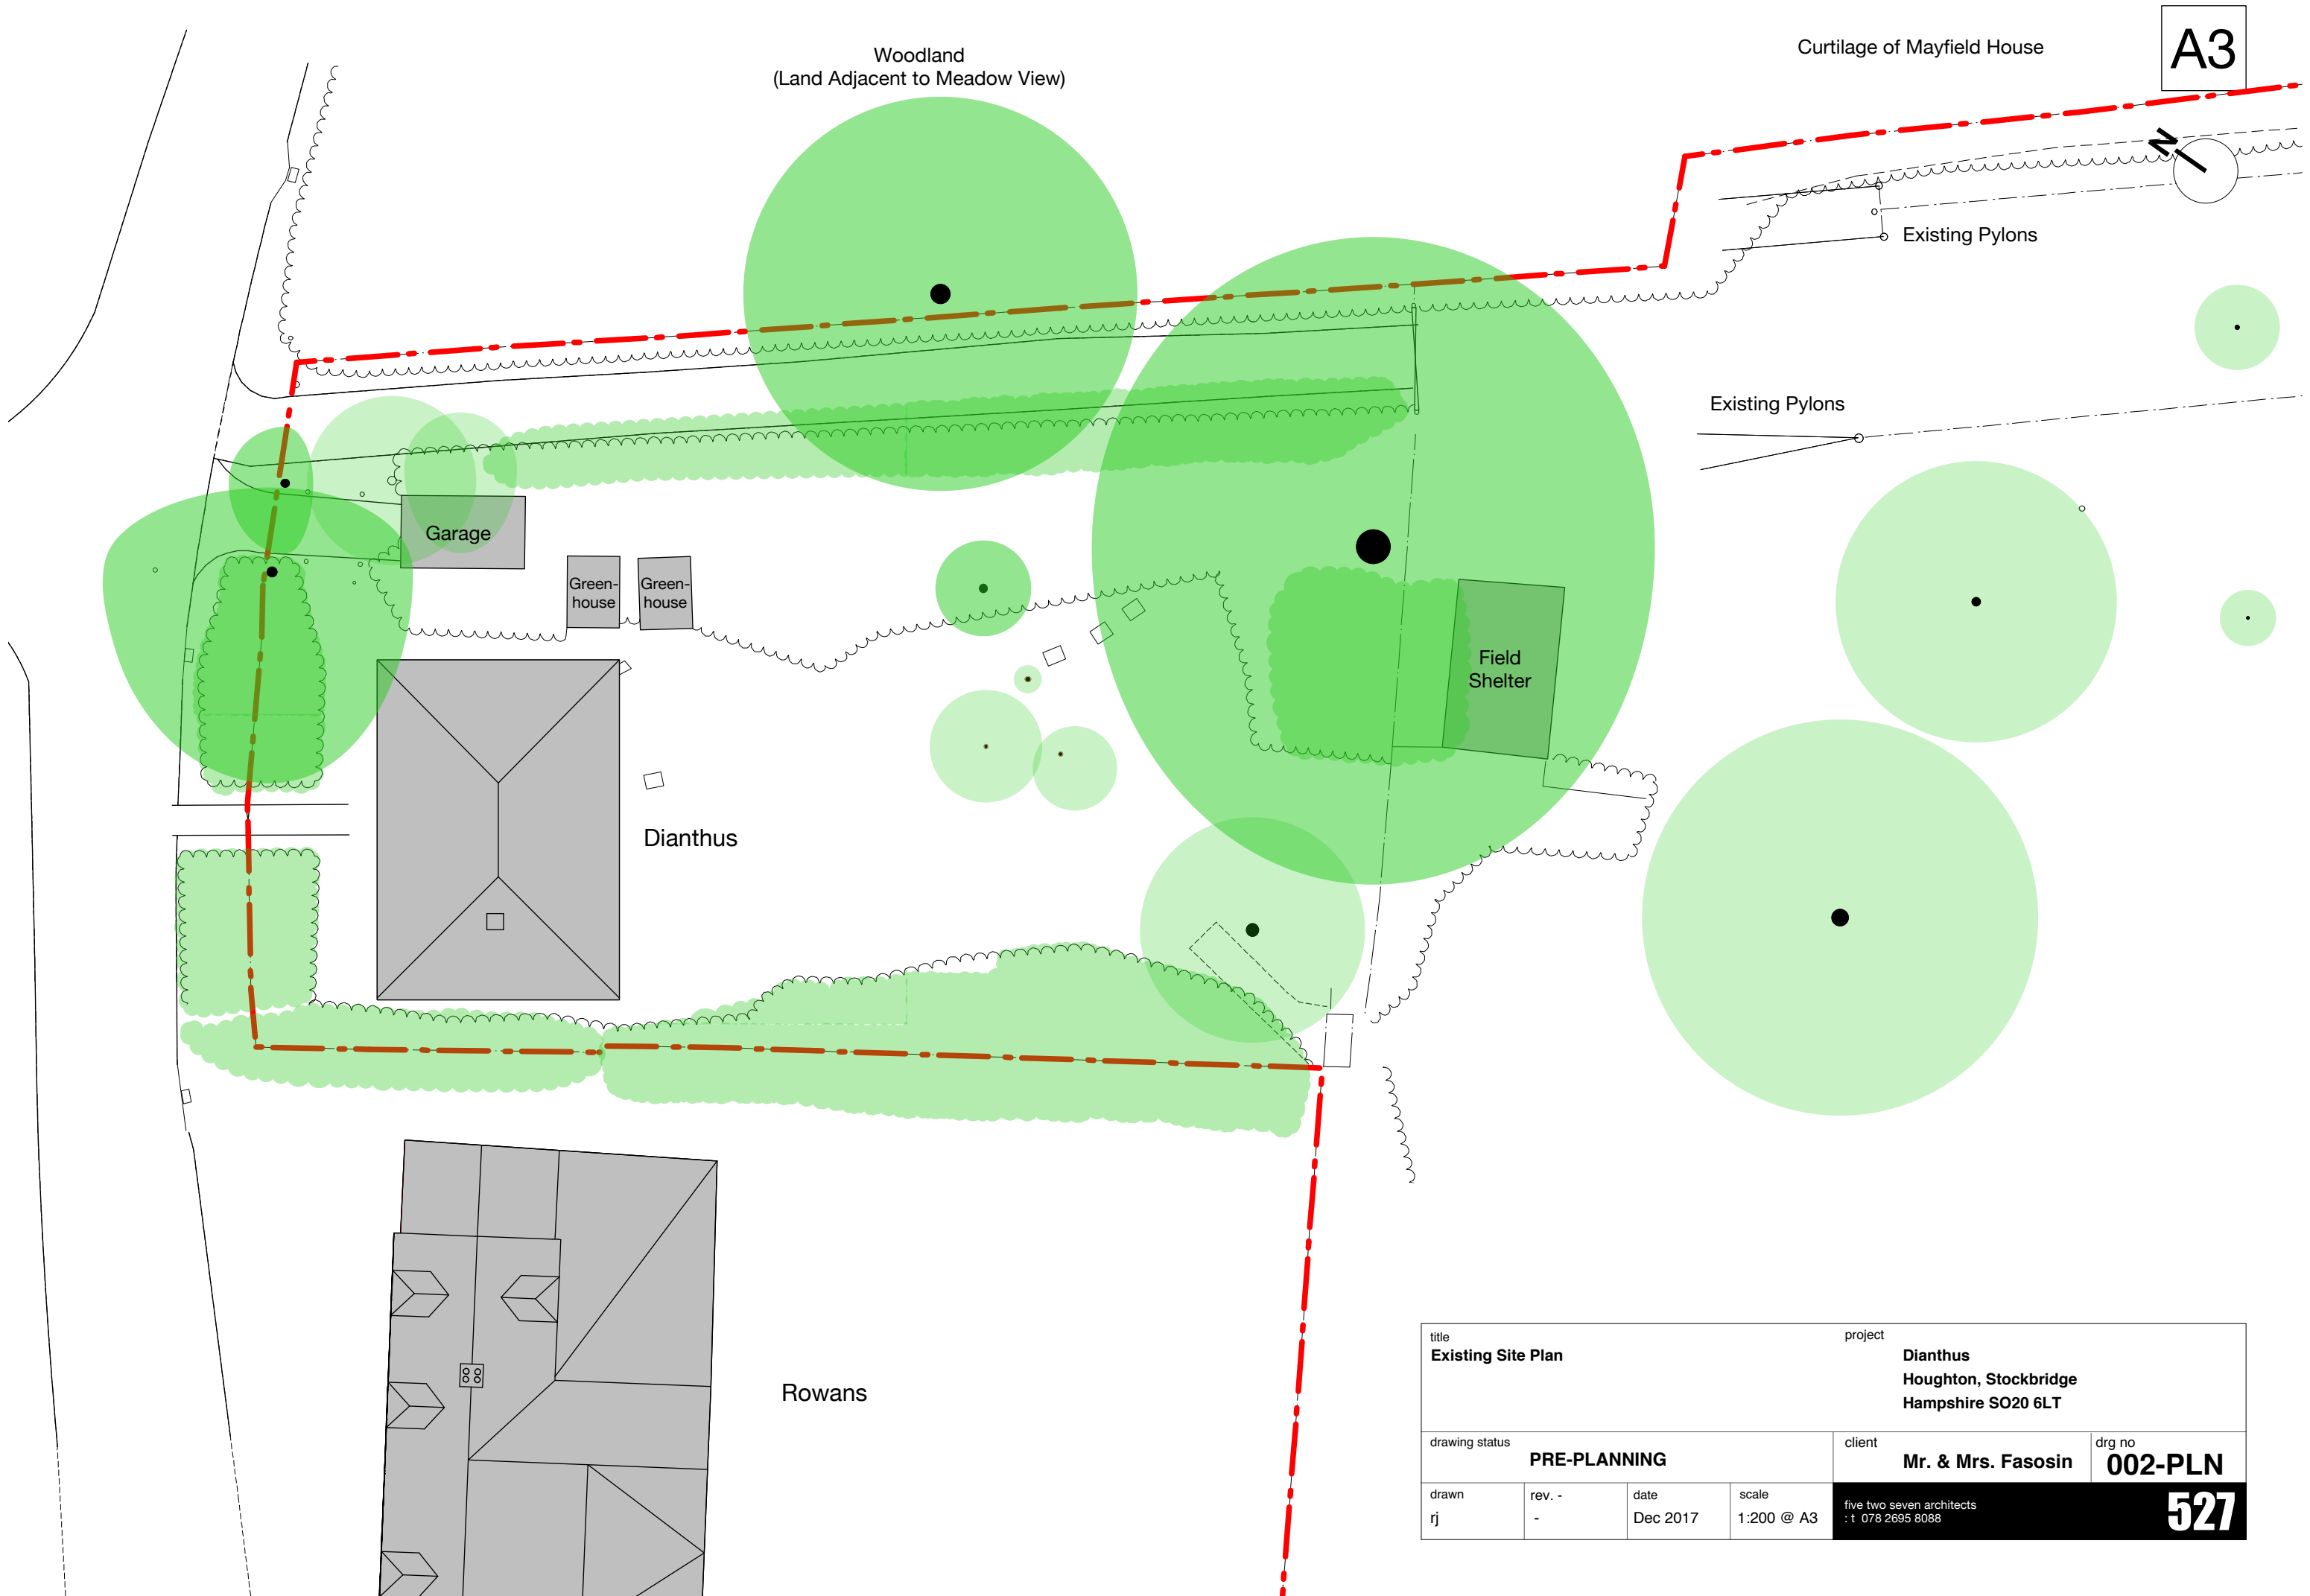 Woodland
(Land Adjacent to Meadow View)
Curtilage of Mayfield House
A3
N
Existing Pylons
Existing Pylons
Garage
Green-
house
Green-
house
Field
Shelter
Dianthus
Rowans
title
Existing Site Plan
project
Dianthus
Houghton, Stockbridge
Hampshire SO20 6LT
drawing status
PRE-PLANNING
client
Mr. & Mrs. Fasosin
drg no
002-PLN
drawn
rj
rev. -
-
date
Dec 2017
scale
1:200 @ A3
five two seven architects
: t 078 2695 8088
527